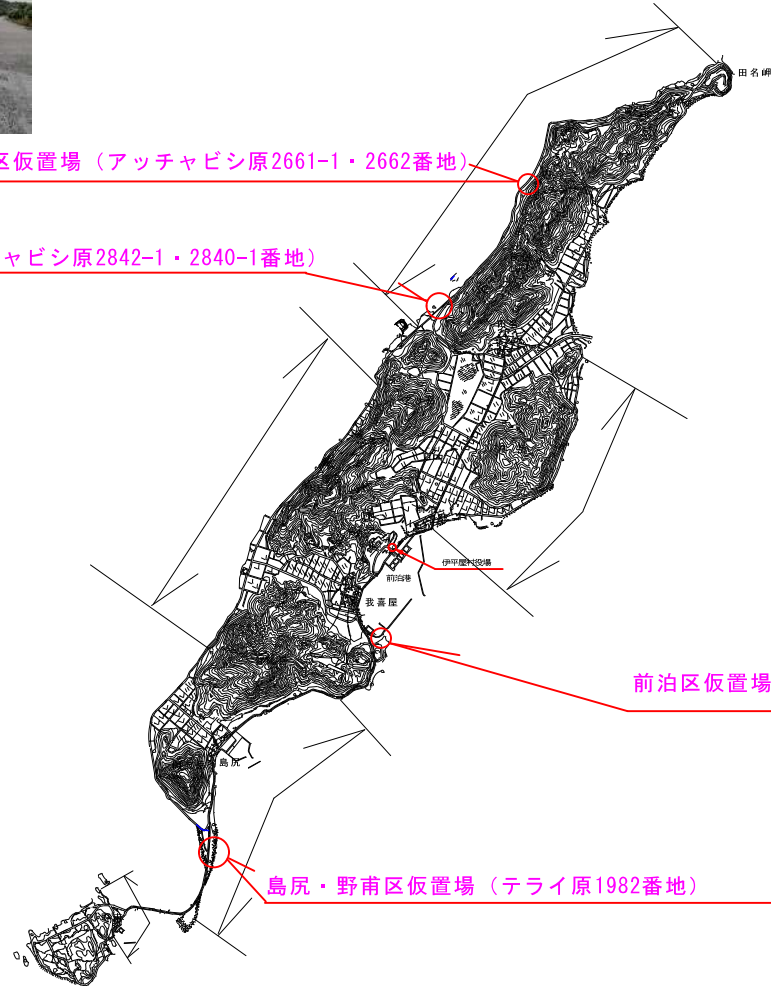 田名岬
区仮置場（アッチャビシ原2661-1・2662番地）
ャビシ原2842-1・2840-1番地）
伊平屋村役場
前泊港
我喜屋
前泊区仮置場
島尻
島尻・野甫区仮置場（テライ原1982番地）